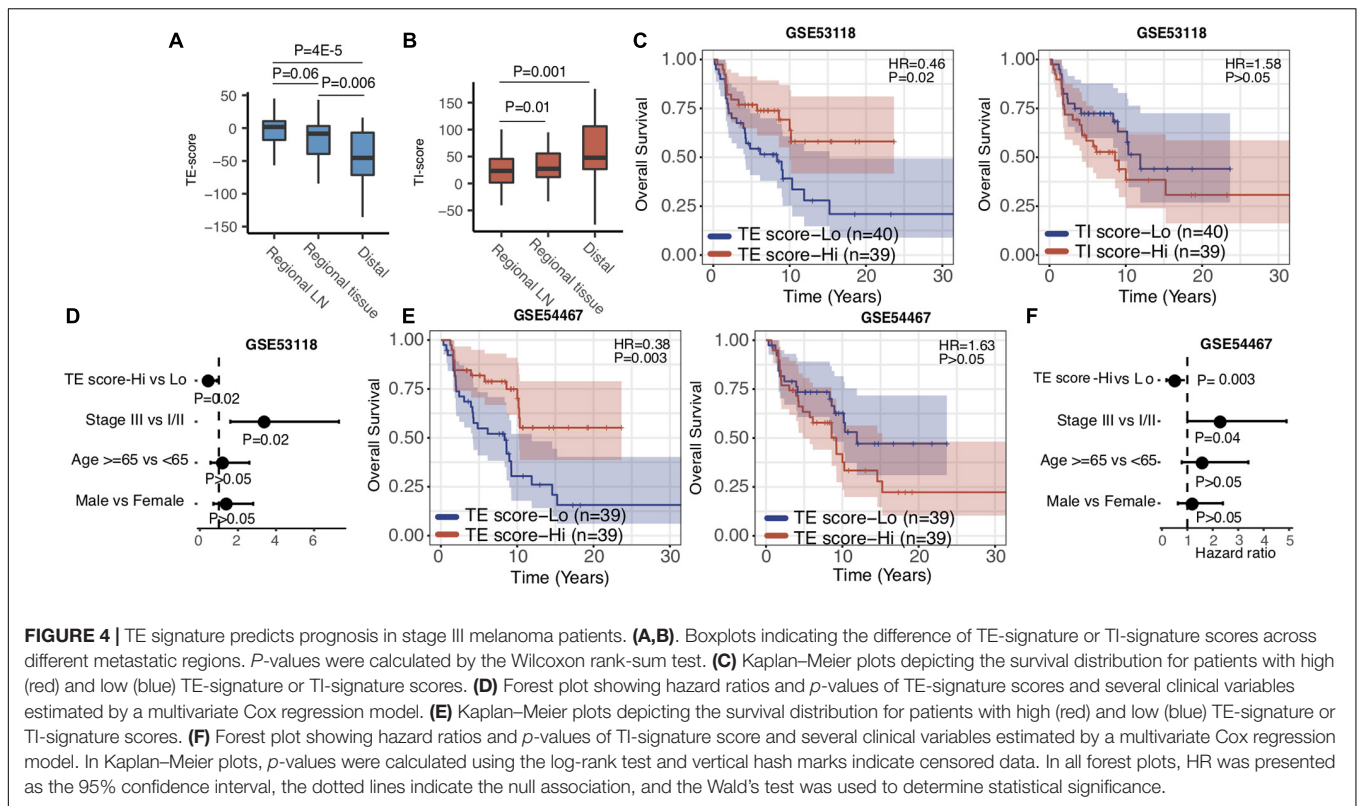 A
P=4E-5
P=0.06
P=0.006
TE-score
50
0
−50
−100
−150
Regional LN
Regional tissue
Distal
B
P=0.001
P=0.01
TI-score
150
100
50
0
−50
Regional LN
Regional tissue
Distal
C
GSE53118
HR=0.46
P=0.02
Overall Survival
1.00
0.75
0.50
0.25
0.00
TE score−Lo (n=40)
TE score−Hi (n=39)
0 10 20 30
Time (Years)
GSE53118
HR=1.58
P>0.05
Overall Survival
1.00
0.75
0.50
0.25
0.00
TI score−Lo (n=40)
TI score−Hi (n=39)
0 10 20 30
Time (Years)
D
GSE53118
TE score-Hi vs Lo
P=0.02
Stage III vs I/II
P=0.02
Age >=65 vs <65
P>0.05
Male vs Female
P>0.05
0 2 4 6
E
GSE54467
HR=0.38
P=0.003
Overall Survival
1.00
0.75
0.50
0.25
0.00
TE score−Lo (n=39)
TE score−Hi (n=39)
0 10 20 30
Time (Years)
GSE54467
HR=1.63
P>0.05
Overall Survival
1.00
0.75
0.50
0.25
0.00
TE score−Lo (n=39)
TE score−Hi (n=39)
0 10 20 30
Time (Years)
F
GSE54467
TE score-Hi vs Lo
P= 0.003
Stage III vs I/II
P=0.04
Age >=65 vs <65
P>0.05
Male vs Female
P>0.05
0 1 2 3 4 5
Hazard ratio
FIGURE 4 | TE signature predicts prognosis in stage III melanoma patients. (A,B). Boxplots indicating the difference of TE-signature or TI-signature scores across
different metastatic regions. P-values were calculated by the Wilcoxon rank-sum test. (C) Kaplan–Meier plots depicting the survival distribution for patients with high
(red) and low (blue) TE-signature or TI-signature scores. (D) Forest plot showing hazard ratios and p-values of TE-signature scores and several clinical variables
estimated by a multivariate Cox regression model. (E) Kaplan–Meier plots depicting the survival distribution for patients with high (red) and low (blue) TE-signature or
TI-signature scores. (F) Forest plot showing hazard ratios and p-values of TI-signature score and several clinical variables estimated by a multivariate Cox regression
model. In Kaplan–Meier plots, p-values were calculated using the log-rank test and vertical hash marks indicate censored data. In all forest plots, HR was presented
as the 95% confidence interval, the dotted lines indicate the null association, and the Wald's test was used to determine statistical significance.